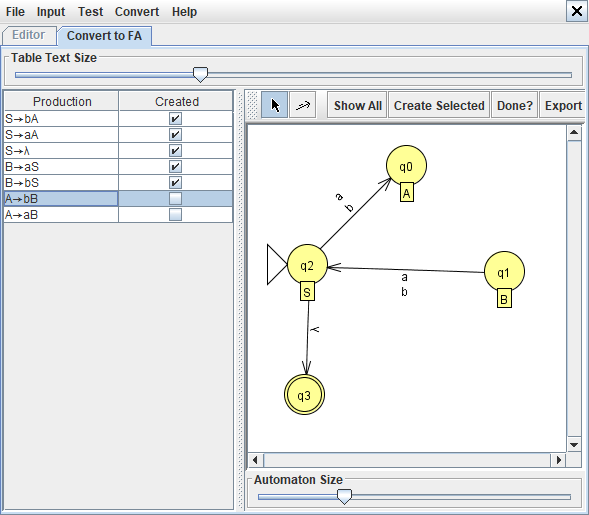 File Input Test Convert Help
Editor Convert to FA
Table Text Size
Production Created
S→bA
S→aA
S→λ
B→aS
B→bS
A→bB
A→aB
Show All Create Selected Done? Export
q0
A
a
b
q2
S
q1
B
a
b
λ
q3
Automaton Size